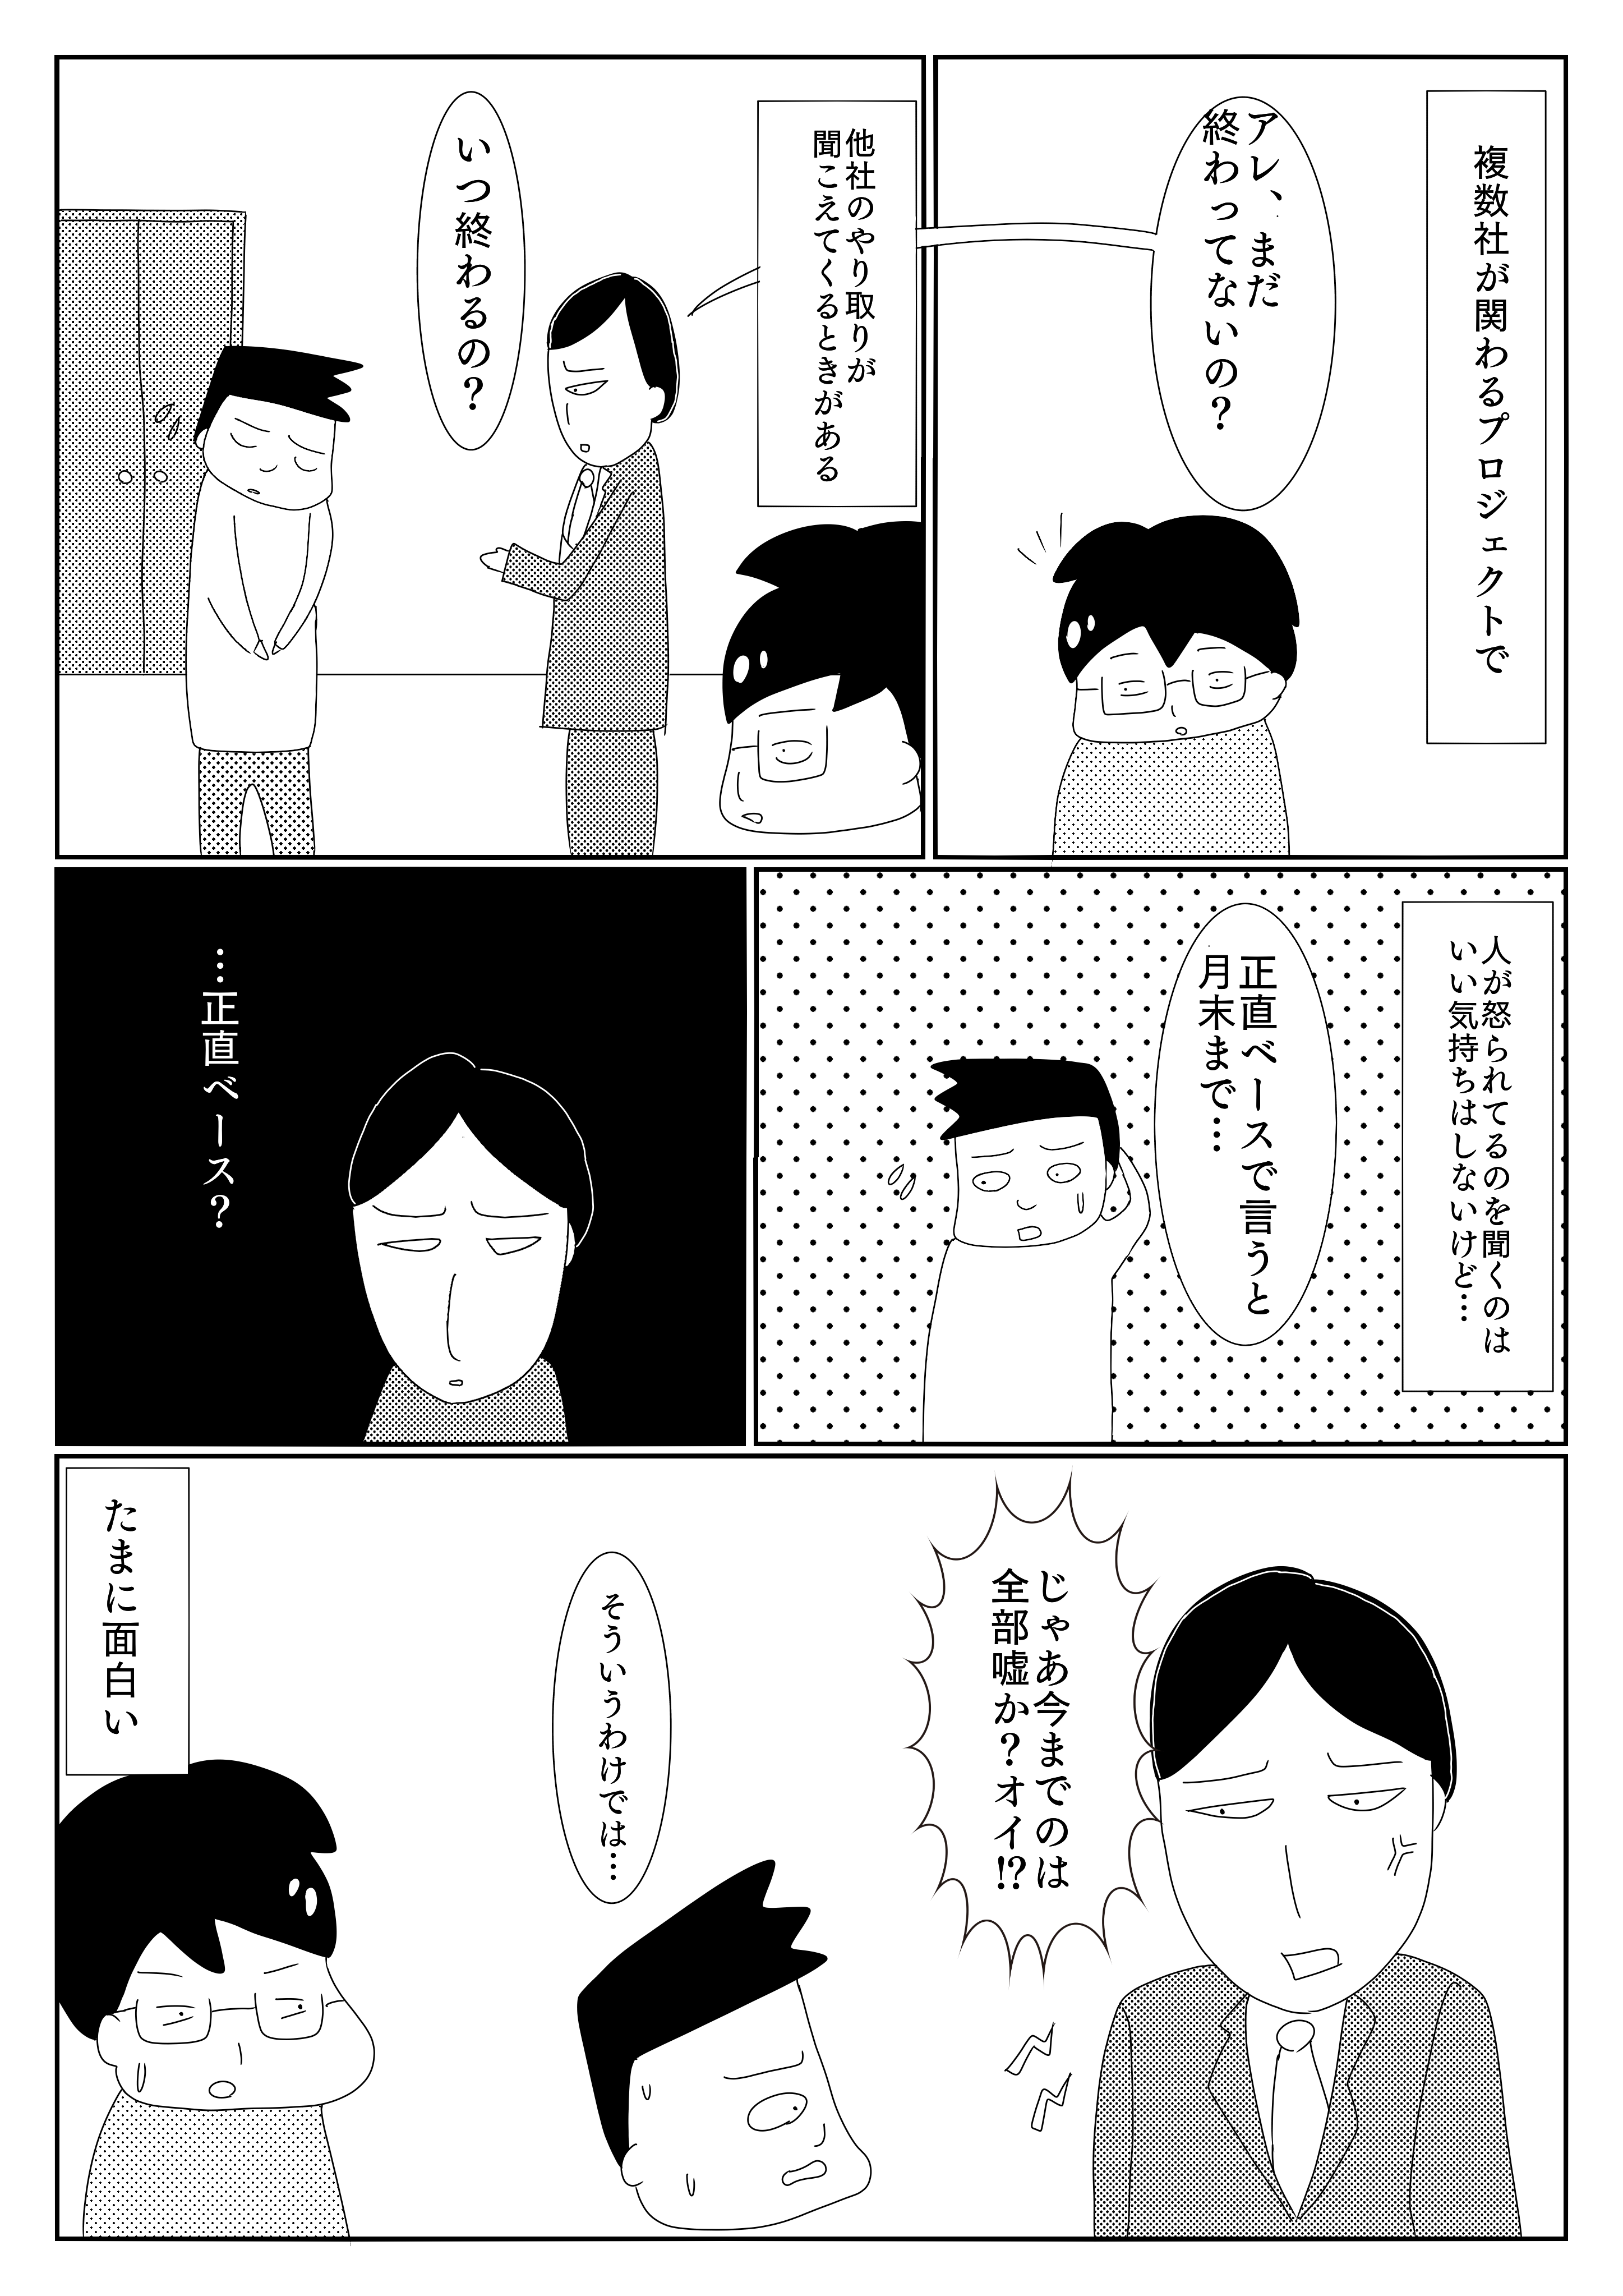 複数社が関わるプロジェクトで
アレ、まだ
終わってないの？
他社のやり取りが
聞こえてくるときがある
いつ終わるの？
人が怒られてるのを聞くのは
いい気持ちはしないけど…
正直ベースで言うと
月末まで…
…正直ベース？
じゃあ今までのは
全部嘘か？オイ!?
そういうわけでは…
たまに面白い